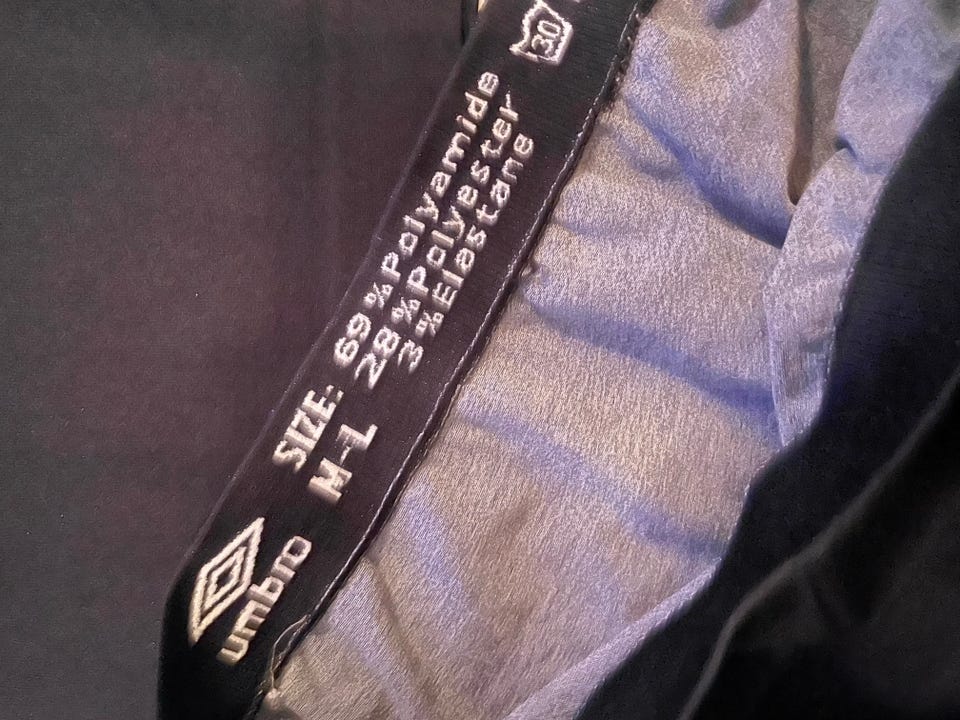 umbro
SIZE:
M-L
69%Polyamide
28%Polyester
3%Elastane
30